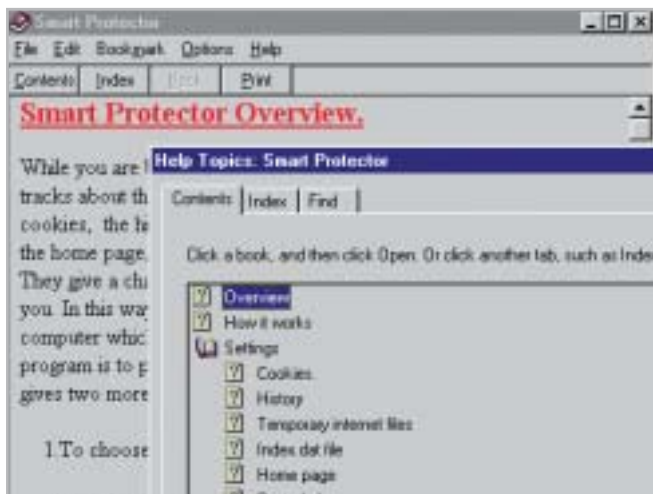 Smart Protector
File Edit Bookmark Options Help
Contents Index Print
Smart Protector Overview.
While you are
tracks about th
cookies, the
the home page,
They give a
you. In this way
computer whic
program is to
gives two more
1.To choose
Help Topics: Smart Protector
Contents Index Find
Click a book, and then click Open. Or click another tab, such as Inde
Overview
How it works
Settings
Cookies
History
Temporary internet files
Index dat file
Home page